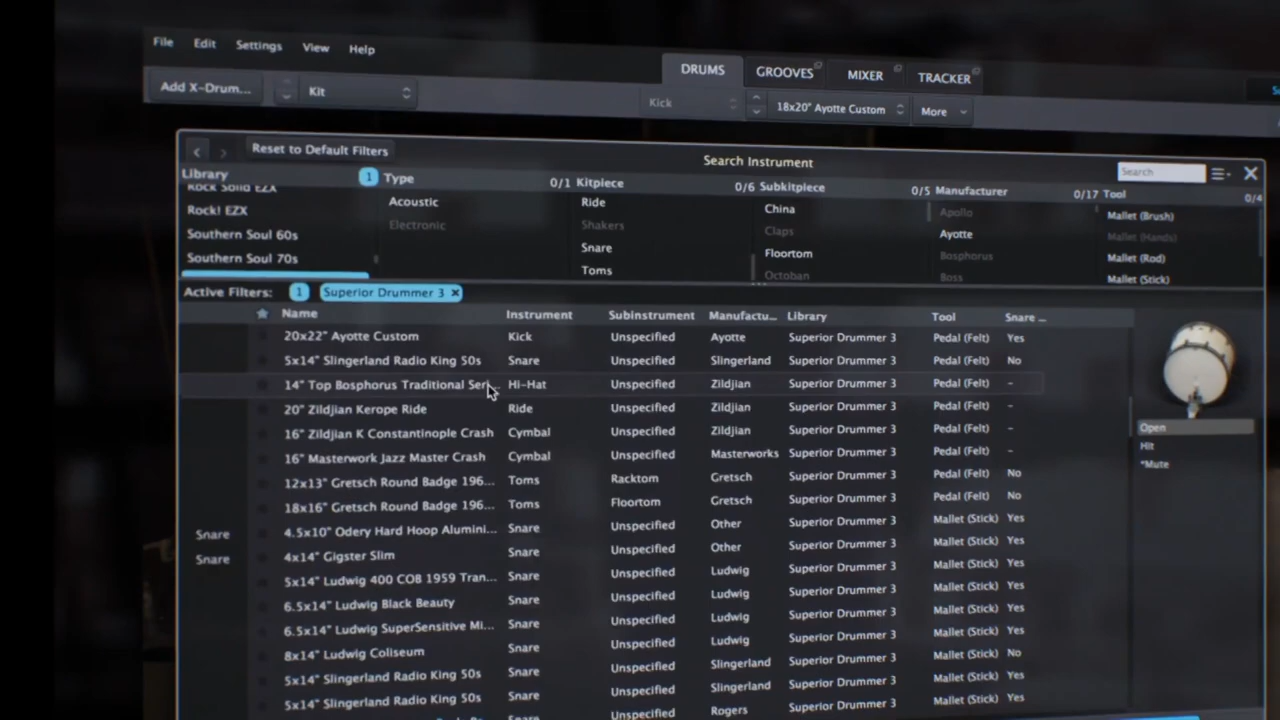 File Edit Settings View Help
DRUMS GROOVES MIXER TRACKER
Add X-Drum... Kit Kick 18x20" Ayotte Custom More
Reset to Default Filters Search Instrument Search
Library 1 Type 0/1 Kitpiece 0/6 Subkitpiece 0/5 Manufacturer 0/17 Tool 0/4
Rock Solid EZX Acoustic Ride China Apollo Mallet (Brush)
Rock! EZX Electronic Shakers Claps Ayotte Mallet (Hands)
Southern Soul 60s Snare Floortom Bosphorus Mallet (Rod)
Southern Soul 70s Toms Octoban Boss Mallet (Stick)
Active Filters: 1 Superior Drummer 3 ×
Name Instrument Subinstrument Manufactu... Library Tool Snare ...
20x22" Ayotte Custom Kick Unspecified Ayotte Superior Drummer 3 Pedal (Felt) Yes
5x14" Slingerland Radio King 50s Snare Unspecified Slingerland Superior Drummer 3 Pedal (Felt) No
14" Top Bosphorus Traditional Seri... Hi-Hat Unspecified Zildjian Superior Drummer 3 Pedal (Felt) -
20" Zildjian Kerope Ride Ride Unspecified Zildjian Superior Drummer 3 Pedal (Felt) -
16" Zildjian K Constantinople Crash Cymbal Unspecified Zildjian Superior Drummer 3 Pedal (Felt) -
16" Masterwork Jazz Master Crash Cymbal Unspecified Masterworks Superior Drummer 3 Pedal (Felt) -
12x13" Gretsch Round Badge 196... Toms Racktom Gretsch Superior Drummer 3 Pedal (Felt) No
18x16" Gretsch Round Badge 196... Toms Floortom Gretsch Superior Drummer 3 Pedal (Felt) No
Snare 4.5x10" Odery Hard Hoop Alumini... Snare Unspecified Other Superior Drummer 3 Mallet (Stick) Yes
Snare 4x14" Gigster Slim Snare Unspecified Other Superior Drummer 3 Mallet (Stick) Yes
5x14" Ludwig 400 COB 1959 Tran... Snare Unspecified Ludwig Superior Drummer 3 Mallet (Stick) Yes
6.5x14" Ludwig Black Beauty Snare Unspecified Ludwig Superior Drummer 3 Mallet (Stick) Yes
6.5x14" Ludwig SuperSensitive Mi... Snare Unspecified Ludwig Superior Drummer 3 Mallet (Stick) Yes
8x14" Ludwig Coliseum Snare Unspecified Ludwig Superior Drummer 3 Mallet (Stick) Yes
5x14" Slingerland Radio King 50s Snare Unspecified Slingerland Superior Drummer 3 Mallet (Stick) No
5x14" Slingerland Radio King 50s Snare Unspecified Slingerland Superior Drummer 3 Mallet (Stick) Yes
Snare Unspecified Rogers Superior Drummer 3 Mallet (Stick) Yes
Open
Hit
*Mute